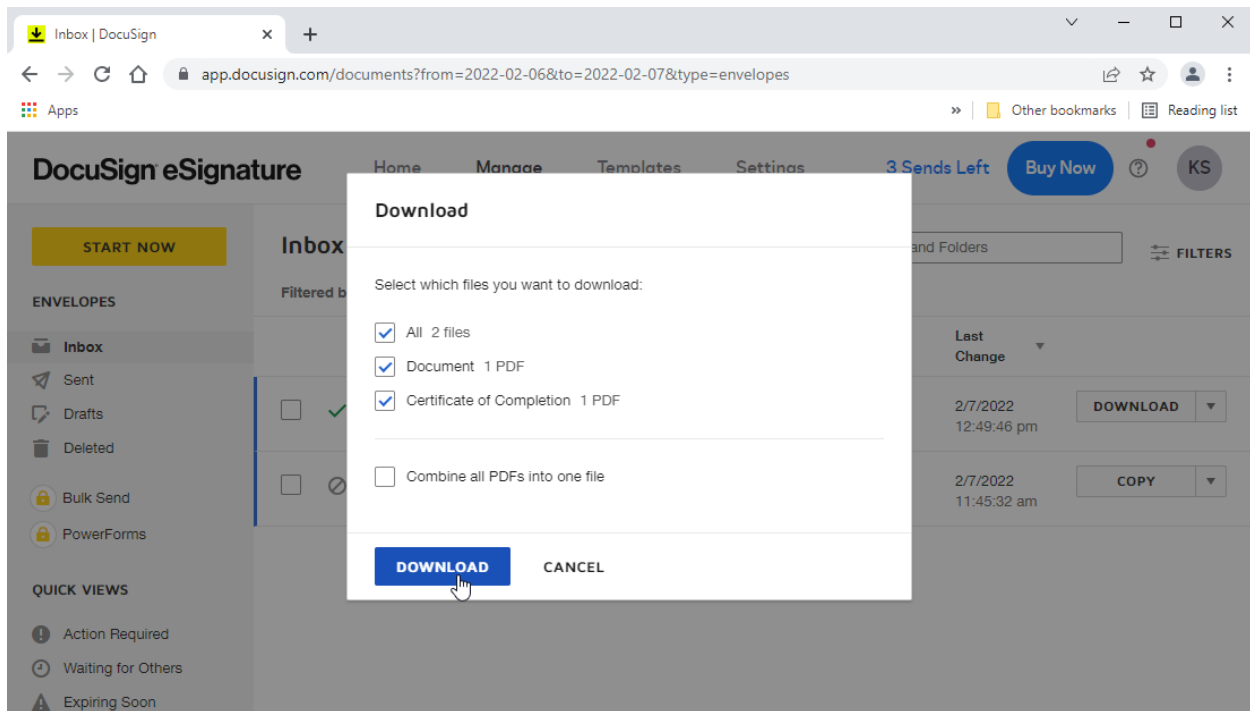 Inbox | DocuSign
app.docusign.com/documents?from=2022-02-06&to=2022-02-07&type=envelopes
Apps
» Other bookmarks Reading list
DocuSign eSignature Home Manage Templates Settings 3 Sends Left Buy Now KS
START NOW
ENVELOPES
Inbox
Sent
Drafts
Deleted
Bulk Send
PowerForms
QUICK VIEWS
Action Required
Waiting for Others
Expiring Soon
Inbox
and Folders
FILTERS
Filtered b
Last
Change
2/7/2022
12:49:46 pm
DOWNLOAD
2/7/2022
11:45:32 am
COPY
Download
Select which files you want to download:
All 2 files
Document 1 PDF
Certificate of Completion 1 PDF
Combine all PDFs into one file
DOWNLOAD CANCEL